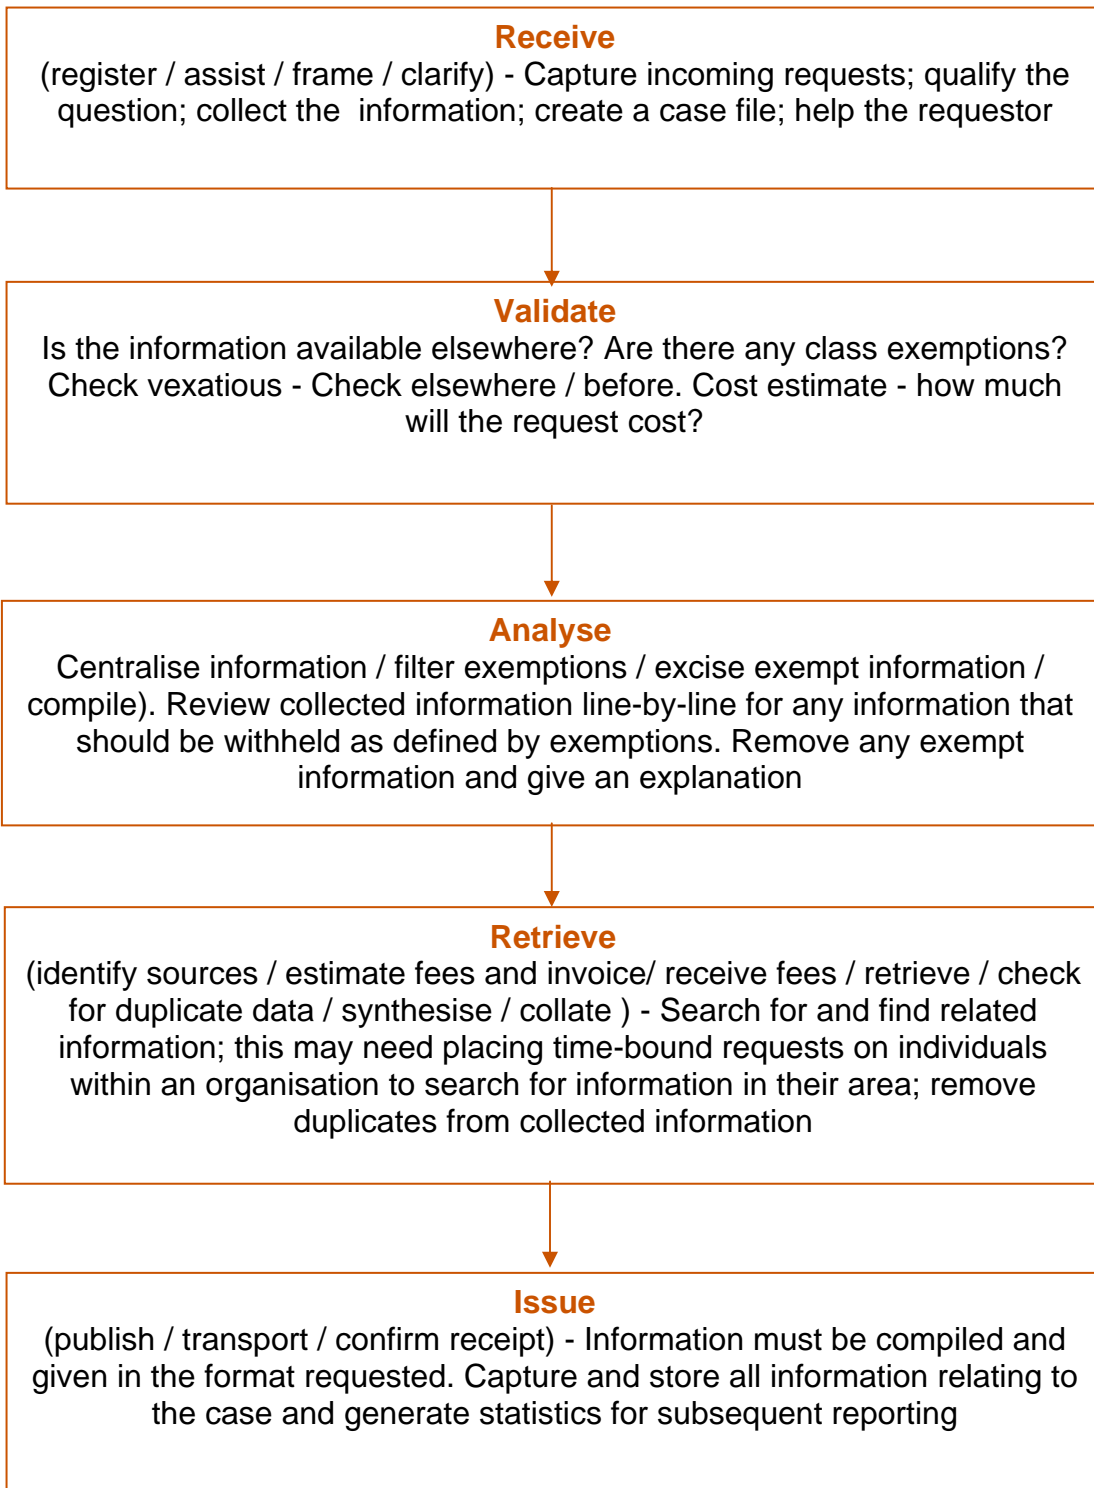 Receive
(register / assist / frame / clarify) - Capture incoming requests; qualify the
question; collect the  information; create a case file; help the requestor
Validate
Is the information available elsewhere? Are there any class exemptions?
Check vexatious - Check elsewhere / before. Cost estimate - how much
will the request cost?
Analyse
Centralise information / filter exemptions / excise exempt information /
compile). Review collected information line-by-line for any information that
should be withheld as defined by exemptions. Remove any exempt
information and give an explanation
Retrieve
(identify sources / estimate fees and invoice/ receive fees / retrieve / check
for duplicate data / synthesise / collate ) - Search for and find related
information; this may need placing time-bound requests on individuals
within an organisation to search for information in their area; remove
duplicates from collected information
Issue
(publish / transport / confirm receipt) - Information must be compiled and
given in the format requested. Capture and store all information relating to
the case and generate statistics for subsequent reporting